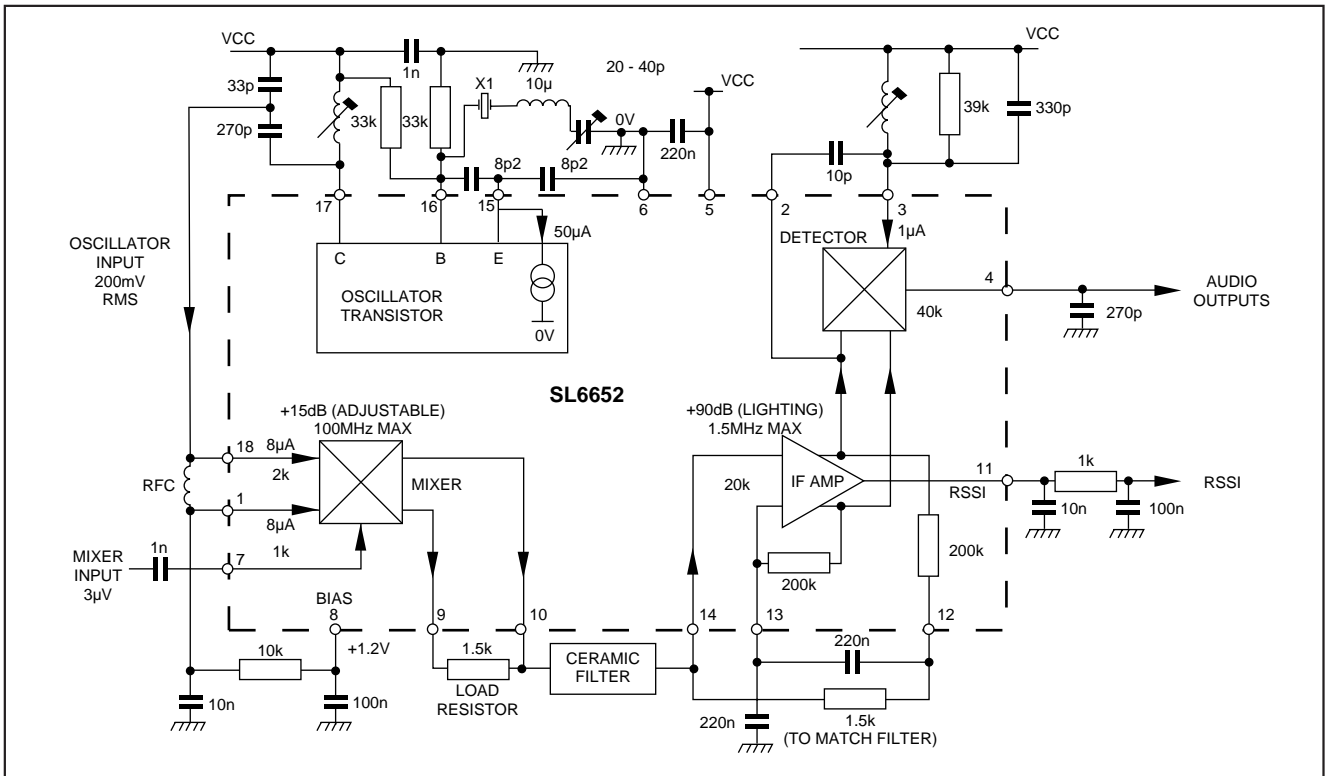 VCC
1n
33p
270p
33k
33k
X1
10µ
20 - 40p
0V
VCC
220n
8p2
8p2
VCC
39k
330p
10p
17
16
15
6
5
2
3
50µA
1µA
OSCILLATOR
INPUT
200mV
RMS
C
B
E
OSCILLATOR
TRANSISTOR
0V
DETECTOR
40k
4
AUDIO
OUTPUTS
270p
SL6652
+15dB (ADJUSTABLE)
100MHz MAX
+90dB (LIGHTING)
1.5MHz MAX
18
8µA
2k
RFC
1
8µA
MIXER
20k
IF AMP
11
RSSI
1k
RSSI
10n
100n
1n
MIXER
INPUT
3µV
7
1k
200k
200k
BIAS
8
+1.2V
9
10
14
13
12
10k
10n
100n
1.5k
LOAD
RESISTOR
CERAMIC
FILTER
220n
220n
1.5k
(TO MATCH FILTER)